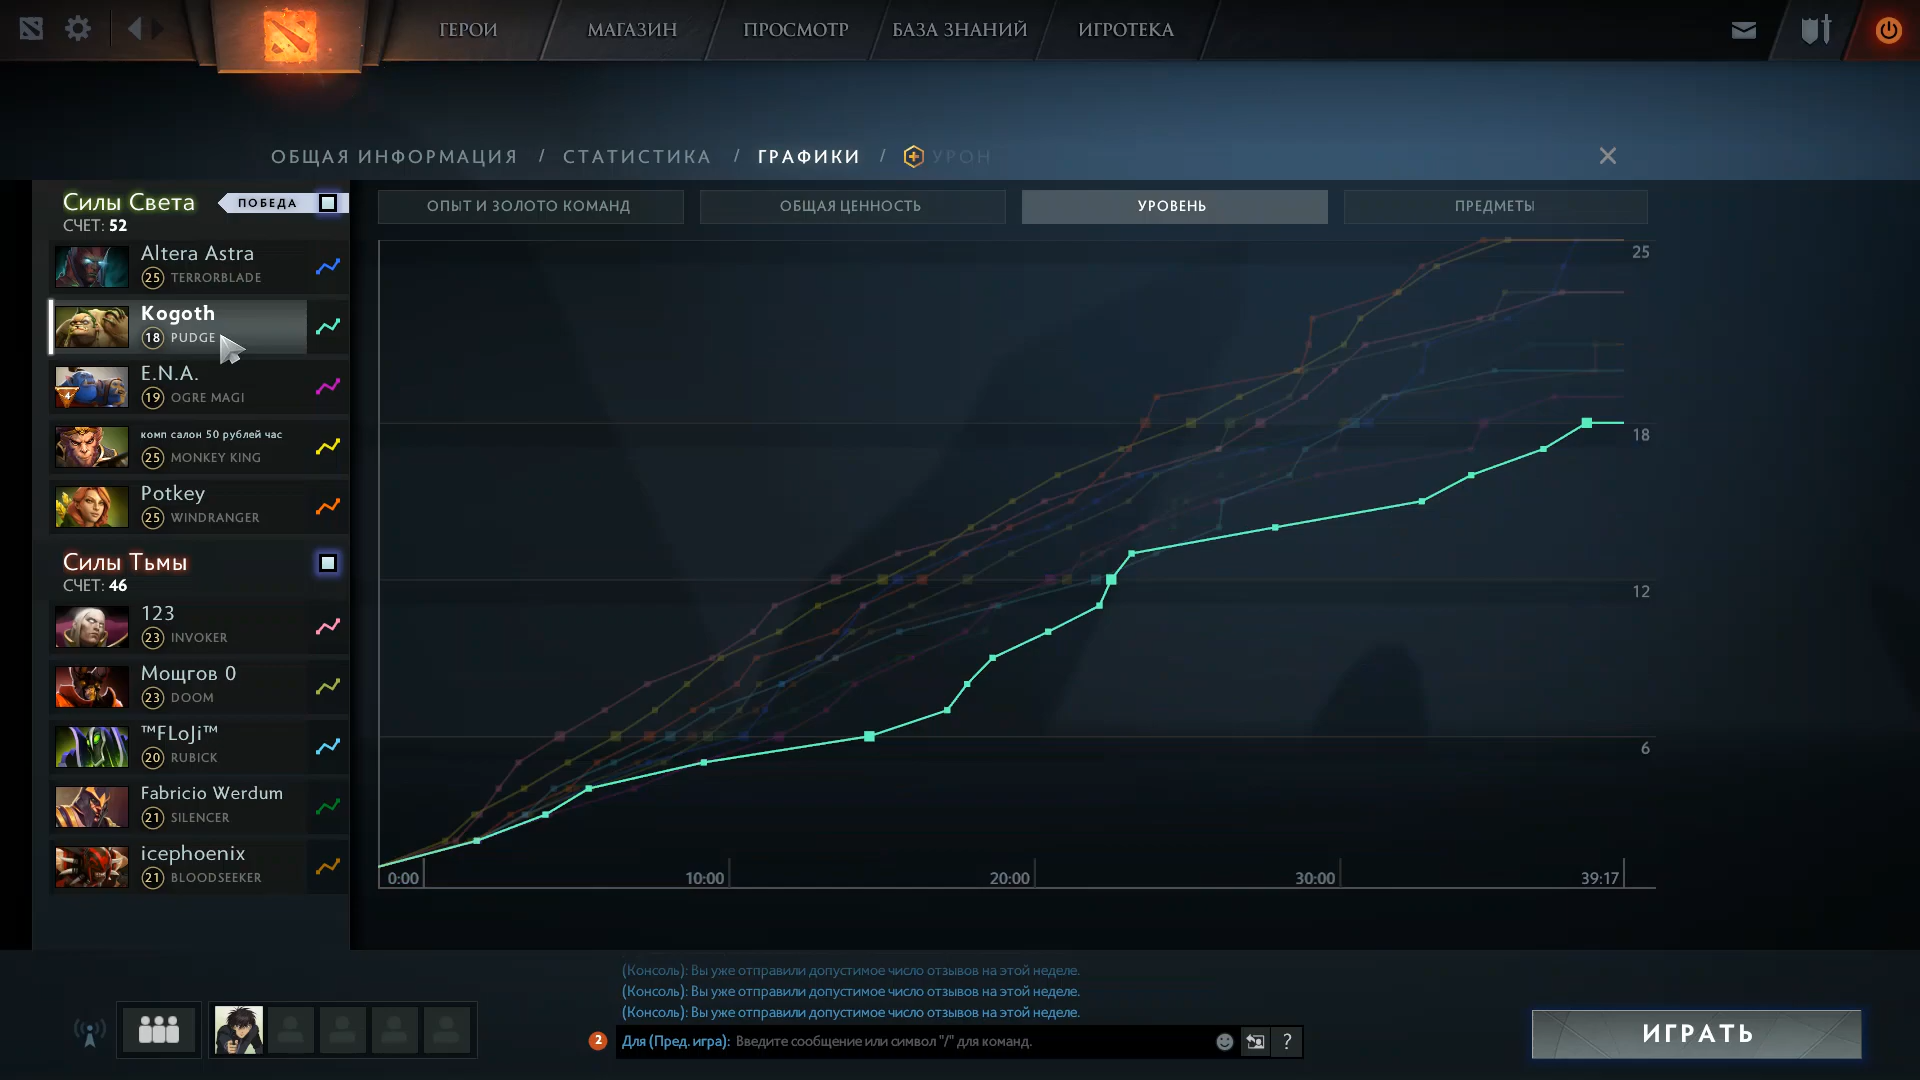 ГЕРОИ
МАГАЗИН
ПРОСМОТР
БАЗА ЗНАНИЙ
ИГРОТЕКА
ОБЩАЯ ИНФОРМАЦИЯ / СТАТИСТИКА / ГРАФИКИ / УРОН
Силы Света
ПОБЕДА
СЧЕТ: 52
Altera Astra
25 TERRORBLADE
Kogoth
18 PUDGE
E.N.A.
19 OGRE MAGI
комп салон 50 рублей час
25 MONKEY KING
Potkey
25 WINDRANGER
Силы Тьмы
СЧЕТ: 46
123
23 INVOKER
Мощгов 0
23 DOOM
™FLoJi™
20 RUBICK
Fabricio Werdum
21 SILENCER
icephoenix
21 BLOODSEEKER
ОПЫТ И ЗОЛОТО КОМАНД
ОБЩАЯ ЦЕННОСТЬ
УРОВЕНЬ
ПРЕДМЕТЫ
25
18
12
6
0:00
10:00
20:00
30:00
39:17
(Консоль): Вы уже отправили допустимое число отзывов на этой неделе.
(Консоль): Вы уже отправили допустимое число отзывов на этой неделе.
(Консоль): Вы уже отправили допустимое число отзывов на этой неделе.
2 Для (Пред. игра): Введите сообщение или символ "/" для команд.
?
ИГРАТЬ